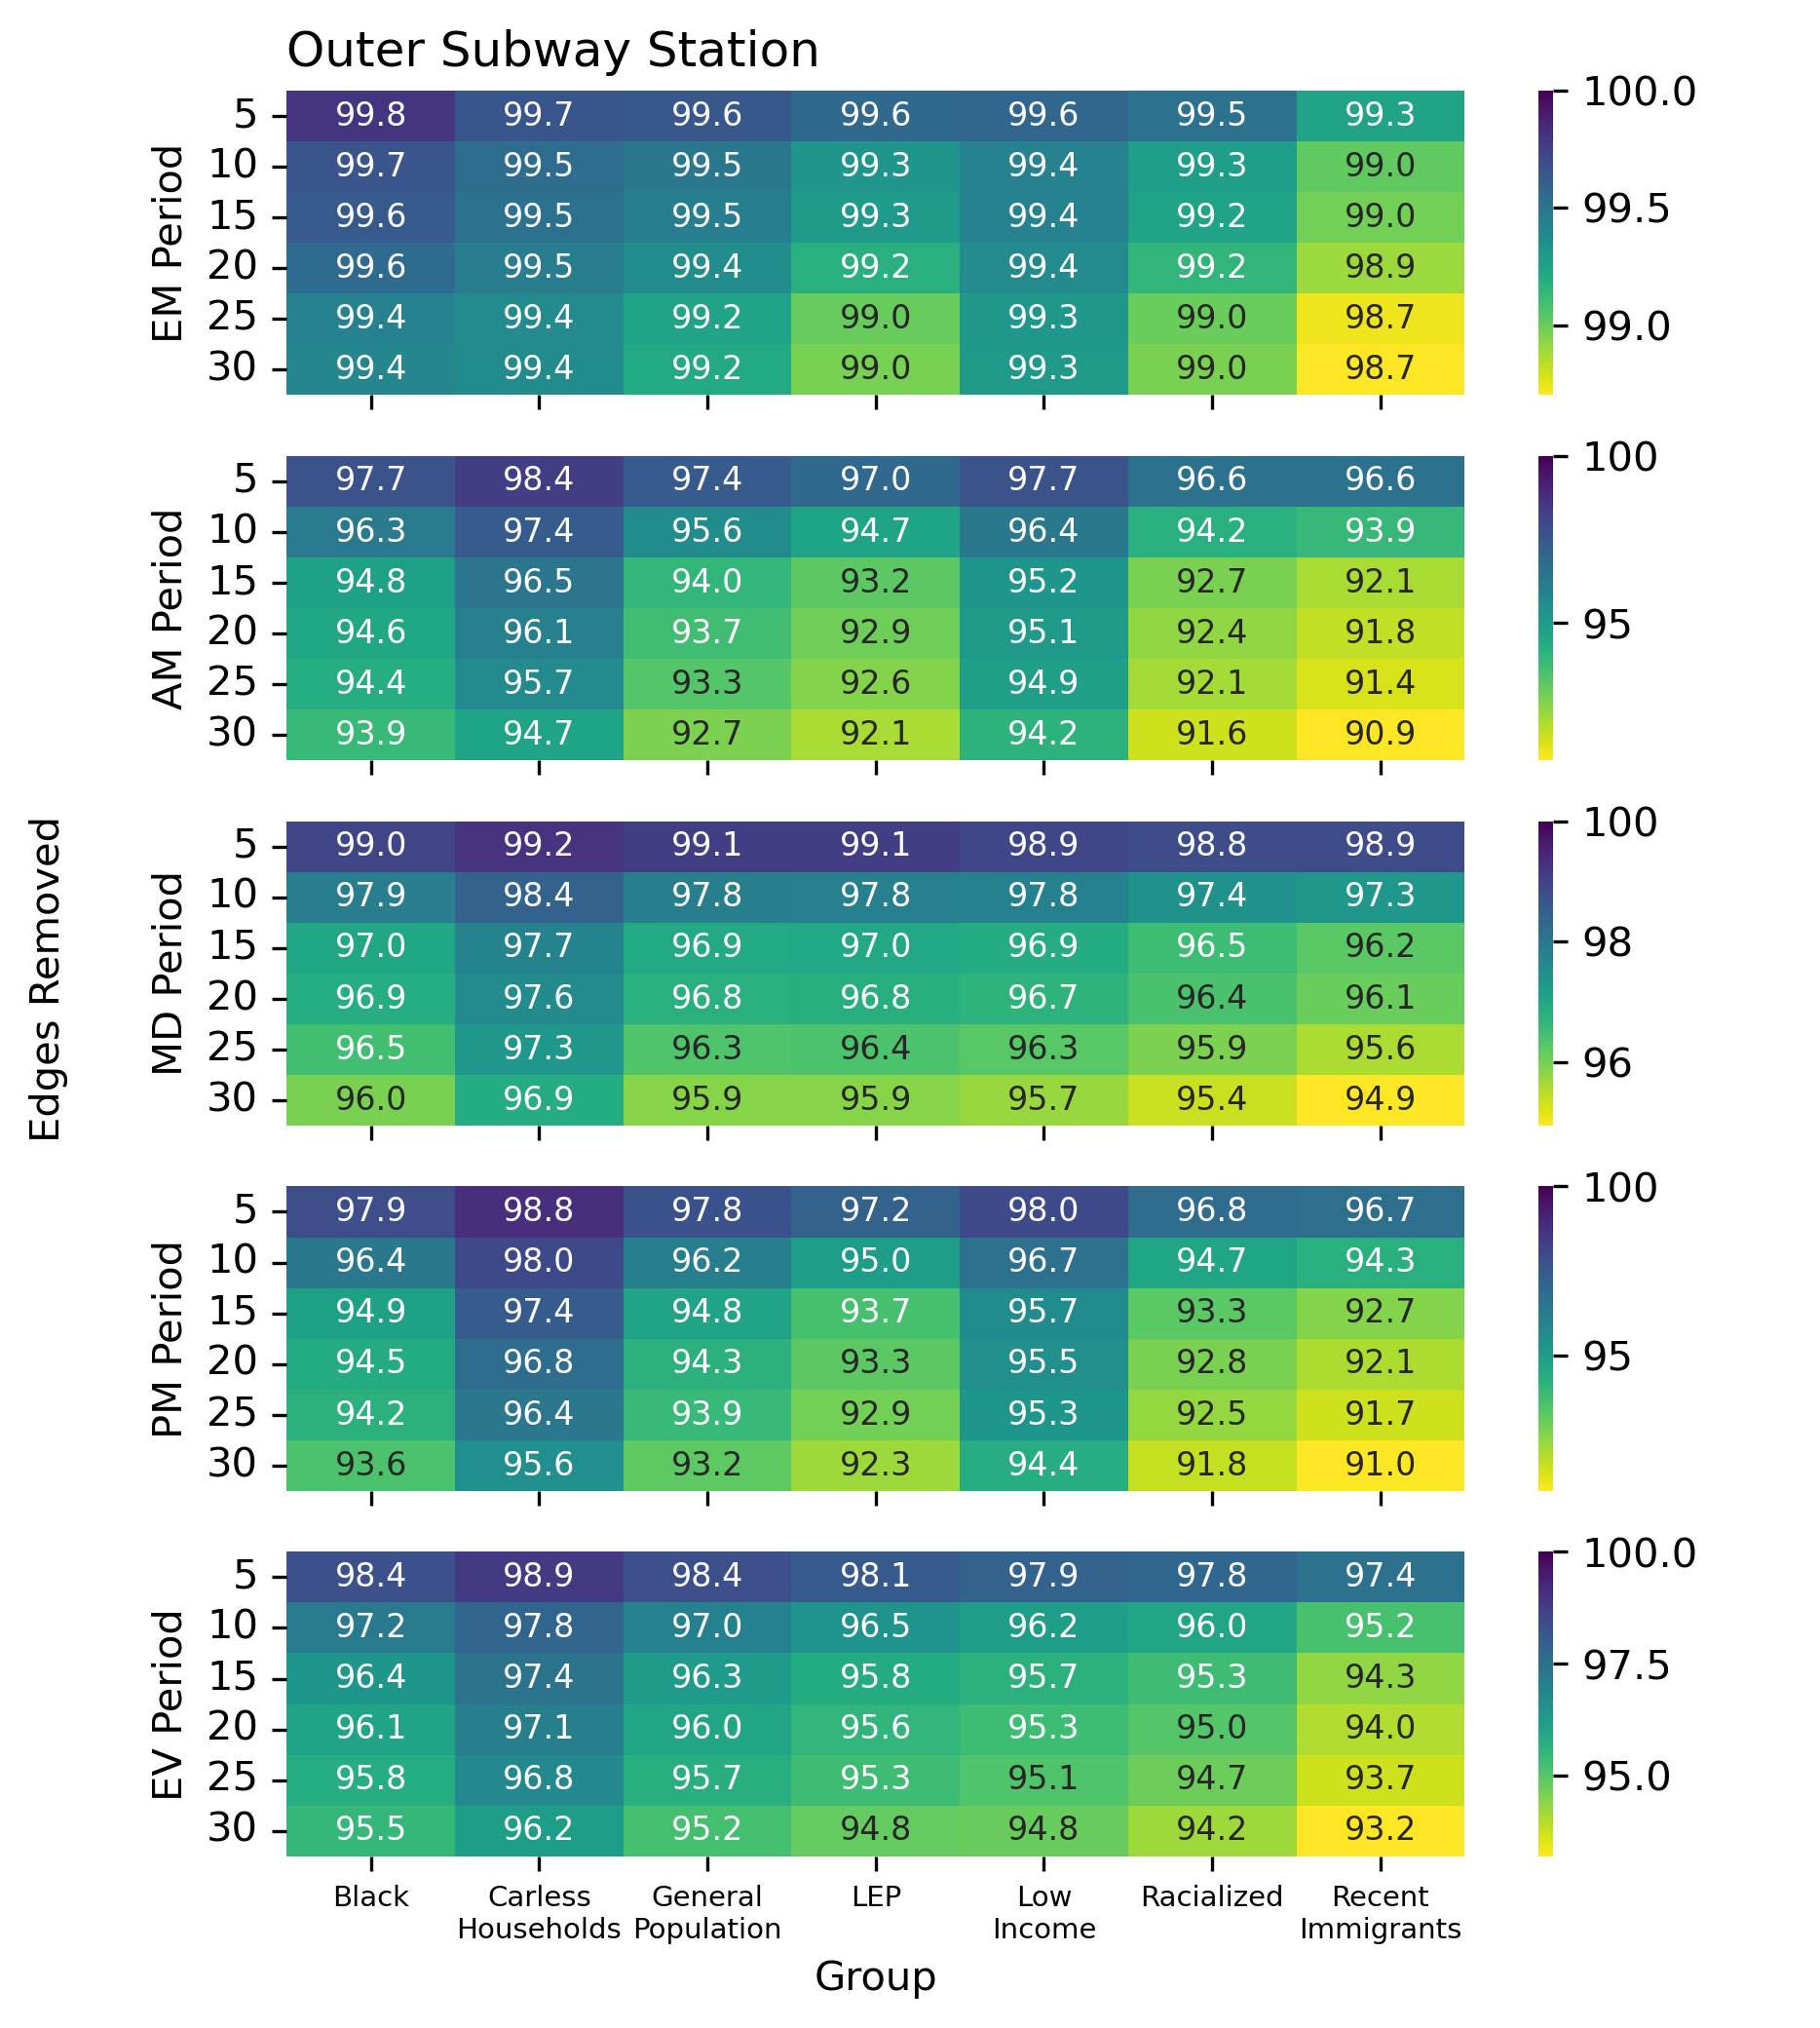 Outer Subway Station
Edges Removed
EM Period
5 99.8 99.7 99.6 99.6 99.6 99.5 99.3
10 99.7 99.5 99.5 99.3 99.4 99.3 99.0
15 99.6 99.5 99.5 99.3 99.4 99.2 99.0
20 99.6 99.5 99.4 99.2 99.4 99.2 98.9
25 99.4 99.4 99.2 99.0 99.3 99.0 98.7
30 99.4 99.4 99.2 99.0 99.3 99.0 98.7
100.0
99.5
99.0
AM Period
5 97.7 98.4 97.4 97.0 97.7 96.6 96.6
10 96.3 97.4 95.6 94.7 96.4 94.2 93.9
15 94.8 96.5 94.0 93.2 95.2 92.7 92.1
20 94.6 96.1 93.7 92.9 95.1 92.4 91.8
25 94.4 95.7 93.3 92.6 94.9 92.1 91.4
30 93.9 94.7 92.7 92.1 94.2 91.6 90.9
100
95
MD Period
5 99.0 99.2 99.1 99.1 98.9 98.8 98.9
10 97.9 98.4 97.8 97.8 97.8 97.4 97.3
15 97.0 97.7 96.9 97.0 96.9 96.5 96.2
20 96.9 97.6 96.8 96.8 96.7 96.4 96.1
25 96.5 97.3 96.3 96.4 96.3 95.9 95.6
30 96.0 96.9 95.9 95.9 95.7 95.4 94.9
100
98
96
PM Period
5 97.9 98.8 97.8 97.2 98.0 96.8 96.7
10 96.4 98.0 96.2 95.0 96.7 94.7 94.3
15 94.9 97.4 94.8 93.7 95.7 93.3 92.7
20 94.5 96.8 94.3 93.3 95.5 92.8 92.1
25 94.2 96.4 93.9 92.9 95.3 92.5 91.7
30 93.6 95.6 93.2 92.3 94.4 91.8 91.0
100
95
EV Period
5 98.4 98.9 98.4 98.1 97.9 97.8 97.4
10 97.2 97.8 97.0 96.5 96.2 96.0 95.2
15 96.4 97.4 96.3 95.8 95.7 95.3 94.3
20 96.1 97.1 96.0 95.6 95.3 95.0 94.0
25 95.8 96.8 95.7 95.3 95.1 94.7 93.7
30 95.5 96.2 95.2 94.8 94.8 94.2 93.2
100.0
97.5
95.0
Black Carless General LEP Low Racialized Recent
Households Population Income Immigrants
Group